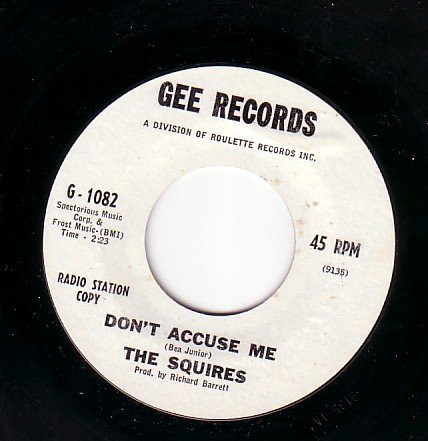 GEE RECORDS
A DIVISION OF ROULETTE RECORDS INC.
G-1082
Spectorious Music
Corp. &
Frost Music-(BMI)
Time - 2:23
45 RPM
(9135)
RADIO STATION
COPY
DON'T ACCUSE ME
(Bea Junior)
THE SQUIRES
Prod. by Richard Barrett